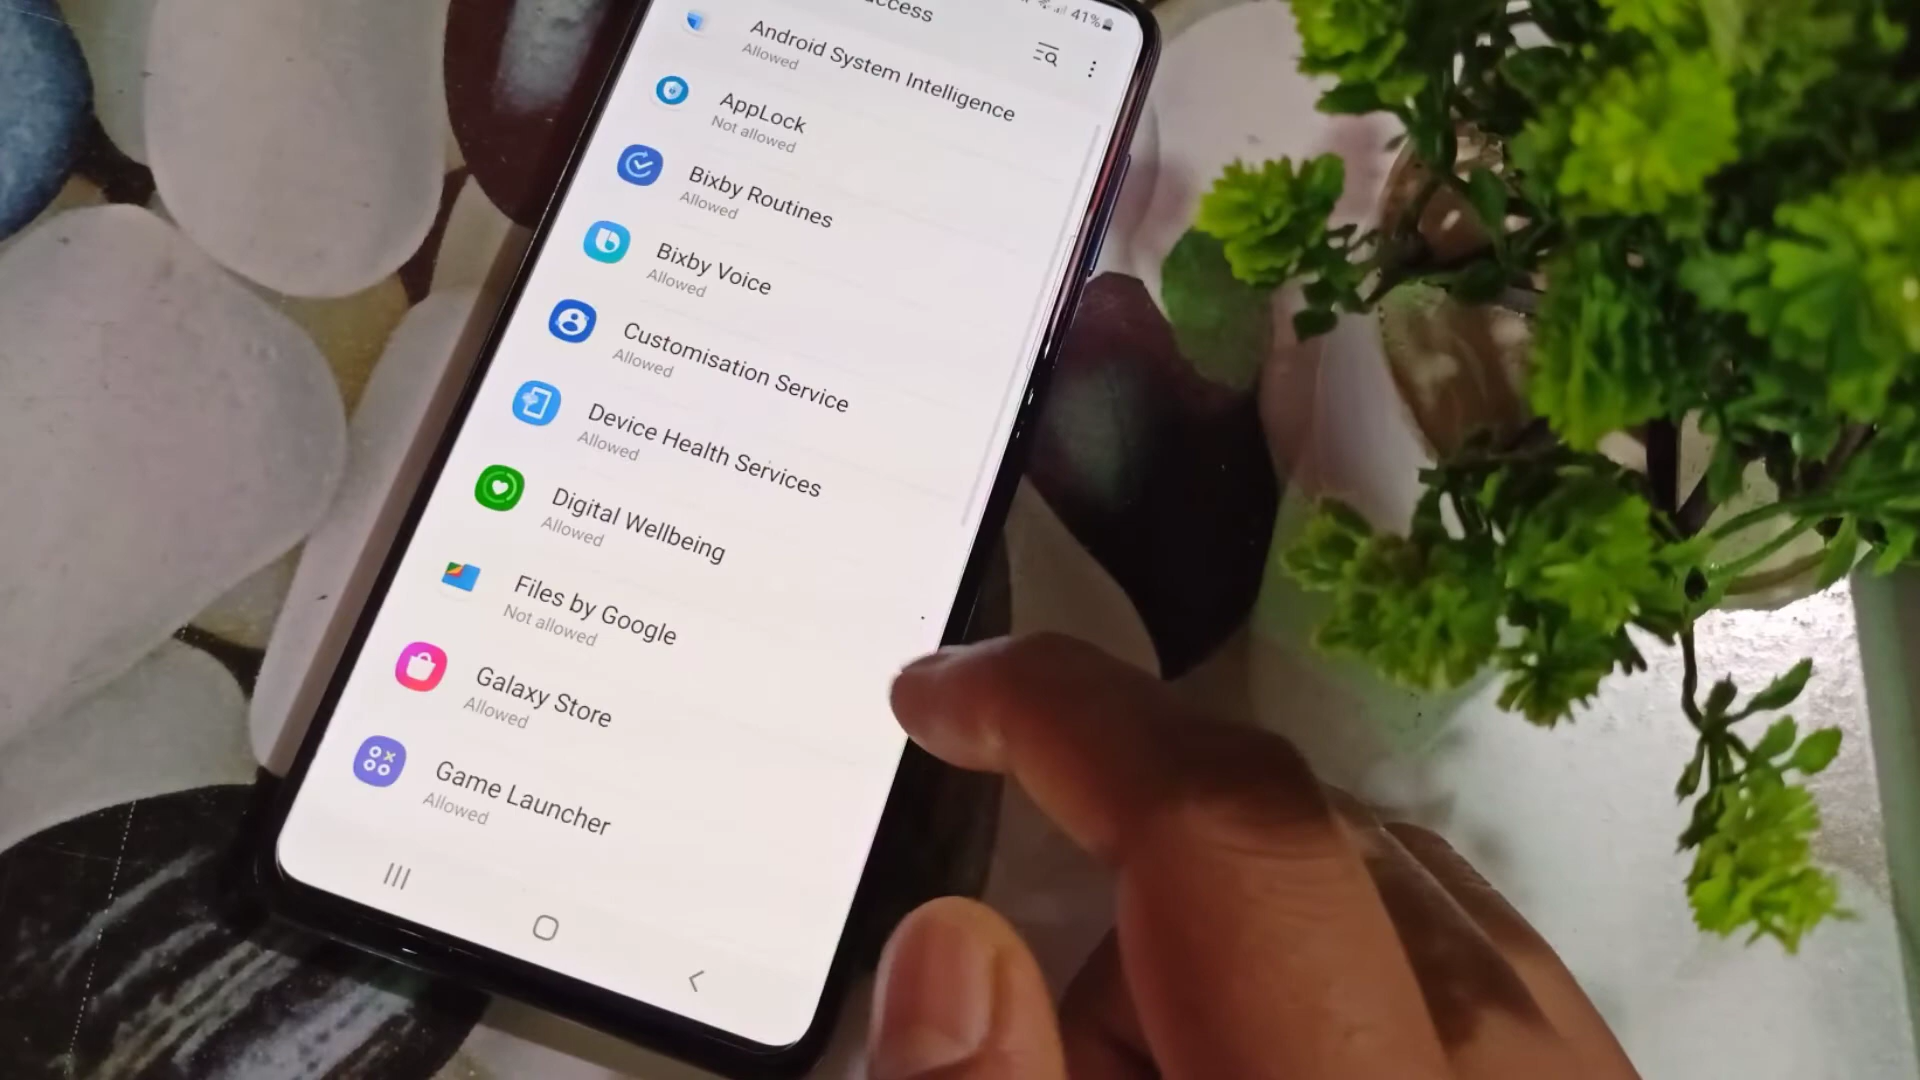 41%
Android System Intelligence
Allowed
AppLock
Not allowed
Bixby Routines
Allowed
Bixby Voice
Allowed
Customisation Service
Allowed
Device Health Services
Allowed
Digital Wellbeing
Allowed
Files by Google
Not allowed
Galaxy Store
Allowed
Game Launcher
Allowed